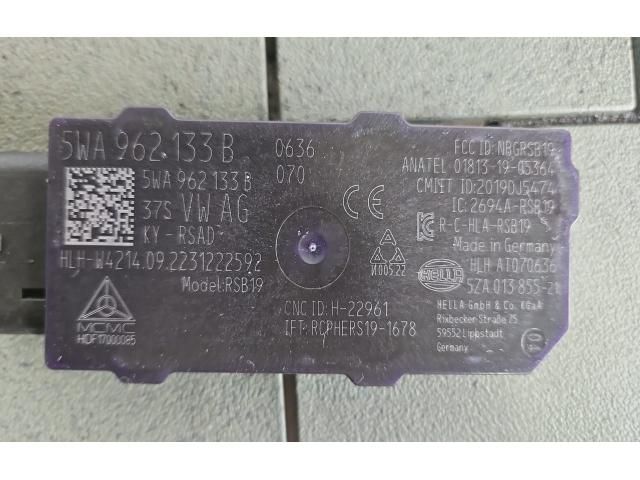 5WA 962 133 B
0636
070
5WA 962 133 B
37S VW AG
KY - RSAD
HLH-W4214.09.2231222592
Model:RSB19
MCMC
HDF17000085
CE
CNC ID: H-22961
IFT: RCPHERS19-1678
FCC ID: NBGRSB19
ANATEL 01813-19-05364
CMIIT ID:2019DJ5474
IC:2694A-RSB19
R-C-HLA-RSB19
Made in Germany
HLH AT070636
HELLA
5ZA 013 855-21
HELLA GmbH & Co. KGaA
Rixbecker Straße 75
59552 Lippstadt
Germany
04